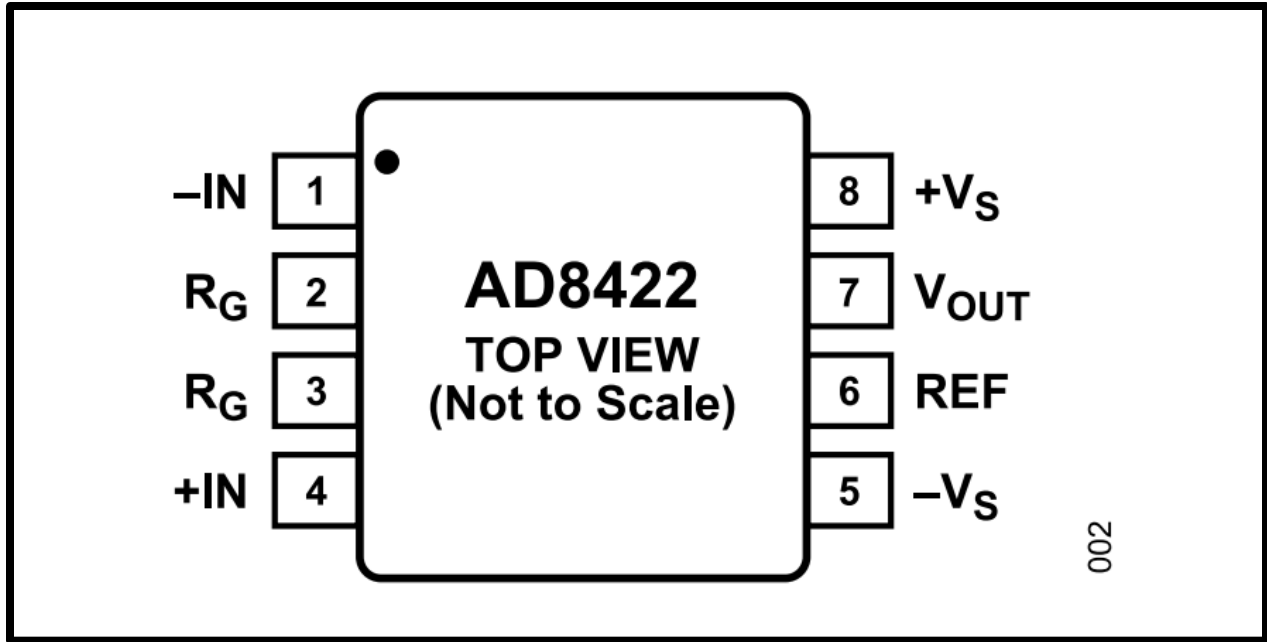 –IN 1
RG 2
RG 3
+IN 4
AD8422
TOP VIEW
(Not to Scale)
8 +VS
7 VOUT
6 REF
5 –VS
002